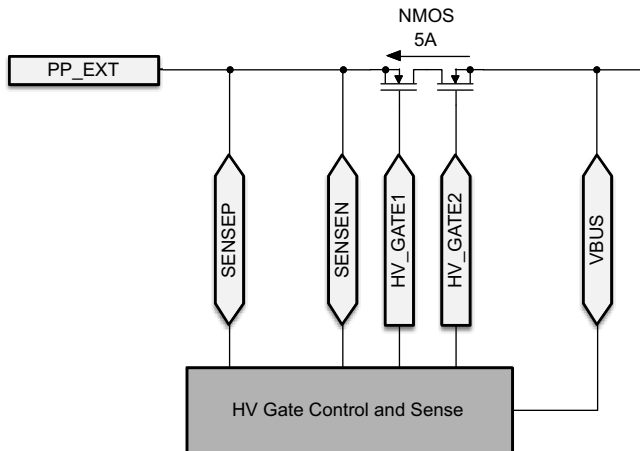 NMOS
5A
PP_EXT
SENSEP
SENSEN
HV_GATE1
HV_GATE2
VBUS
HV Gate Control and Sense